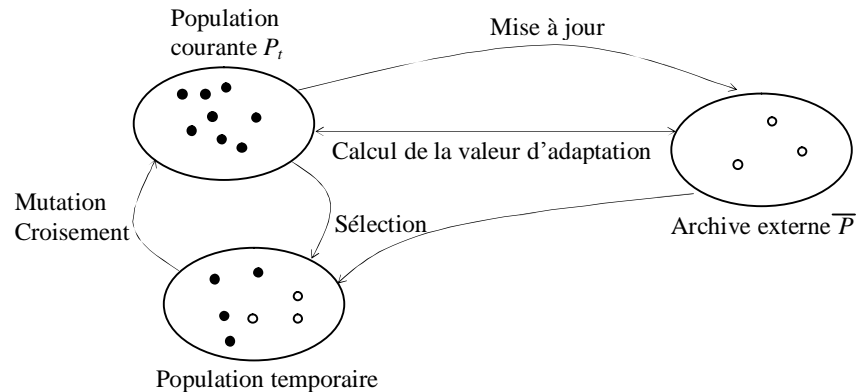 Population
courante P_t
Mise à jour
Calcul de la valeur d'adaptation
Mutation
Croisement
Sélection
Archive externe P̅
Population temporaire